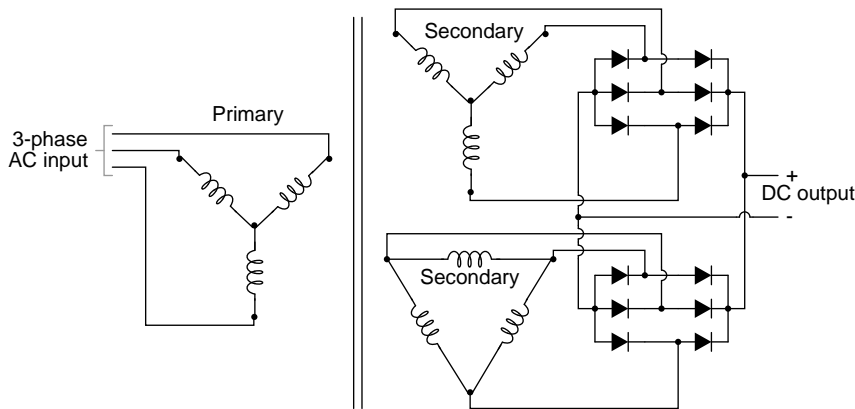 Secondary
Primary
3-phase
AC input
+
DC output
-
Secondary